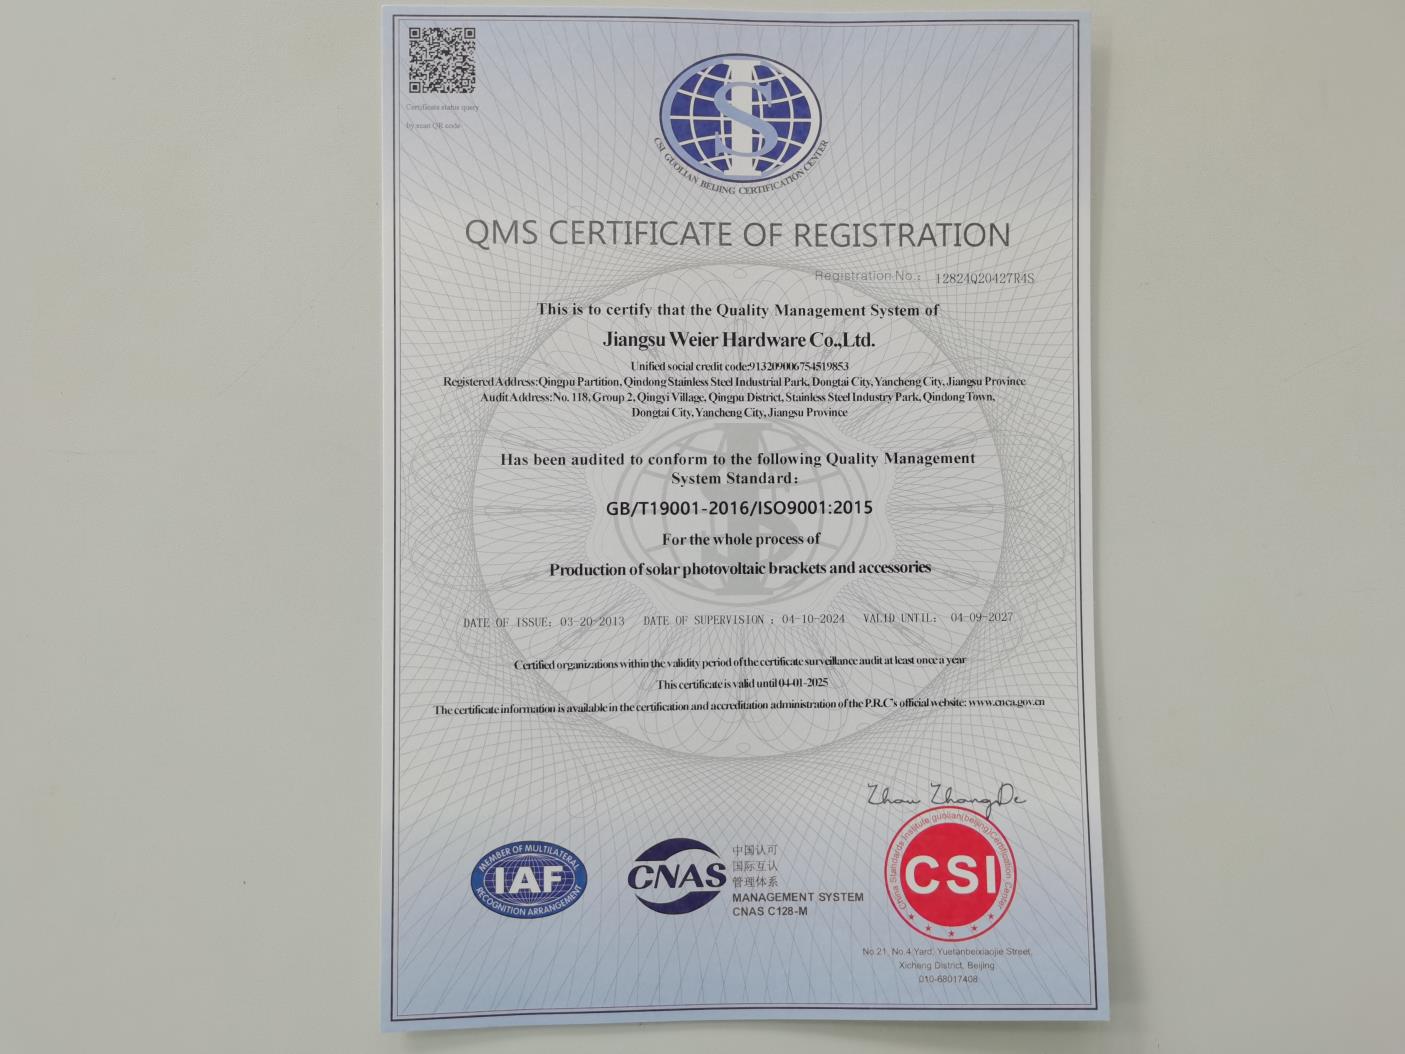 Certificate status query
by scan QR code
CSI GUOLIAN BEIJING CERTIFICATION CENTER
QMS CERTIFICATE OF REGISTRATION
Registration No.: 12824Q20427R4S
This is to certify that the Quality Management System of
Jiangsu Weier Hardware Co.,Ltd.
Unified social credit code:913209006754519853
Registered Address:Qingpu Partition, Qindong Stainless Steel Industrial Park, Dongtai City, Yancheng City, Jiangsu Province
Audit Address:No. 118, Group 2, Qingyi Village, Qingpu District, Stainless Steel Industry Park, Qindong Town,
Dongtai City, Yancheng City, Jiangsu Province
Has been audited to conform to the following Quality Management
System Standard:
GB/T19001-2016/ISO9001:2015
For the whole process of
Production of solar photovoltaic brackets and accessories
DATE OF ISSUE: 03-20-2013 DATE OF SUPERVISION : 04-10-2024 VALID UNTIL: 04-09-2027
Certified organizations within the validity period of the certificate surveillance audit at least once a year
This certificate is valid until 04-01-2025
The certificate information is available in the certification and accreditation administration of the P.R.C's official website: www.cnca.gov.cn
Zhou ZhangDe
MEMBER OF MULTILATERAL
IAF
RECOGNITION ARRANGEMENT
CNAS
中国认可
国际互认
管理体系
MANAGEMENT SYSTEM
CNAS C128-M
China Standards Institute guolian(beijing)Certification Center
CSI
No.21, No.4 Yard, Yuetanbeixiaojie Street,
Xicheng District, Beijing
010-68017408